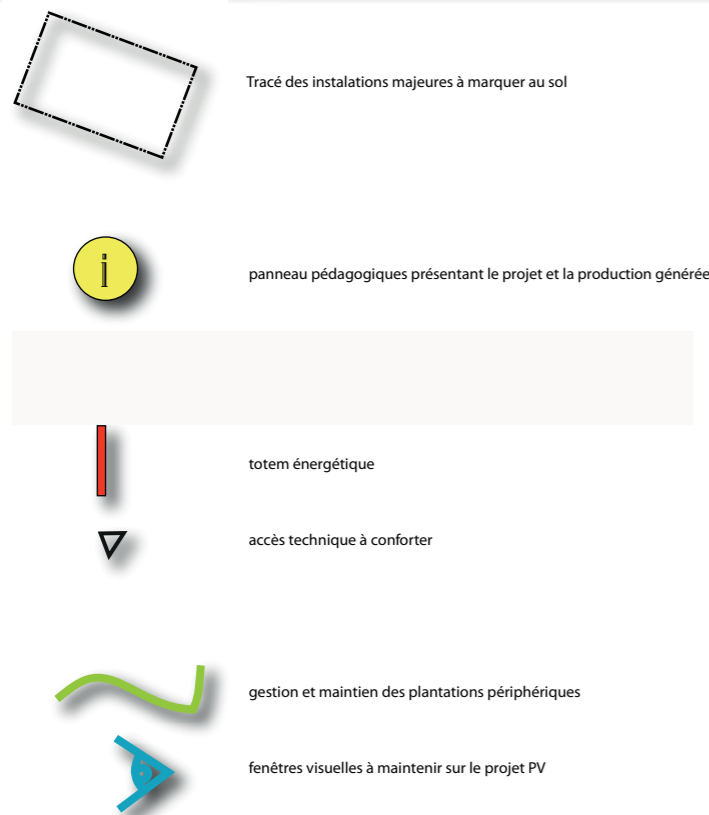 Tracé des instalations majeures à marquer au sol
i
panneau pédagogiques présentant le projet et la production générée
totem énergétique
accès technique à conforter
gestion et maintien des plantations périphériques
fenêtres visuelles à maintenir sur le projet PV